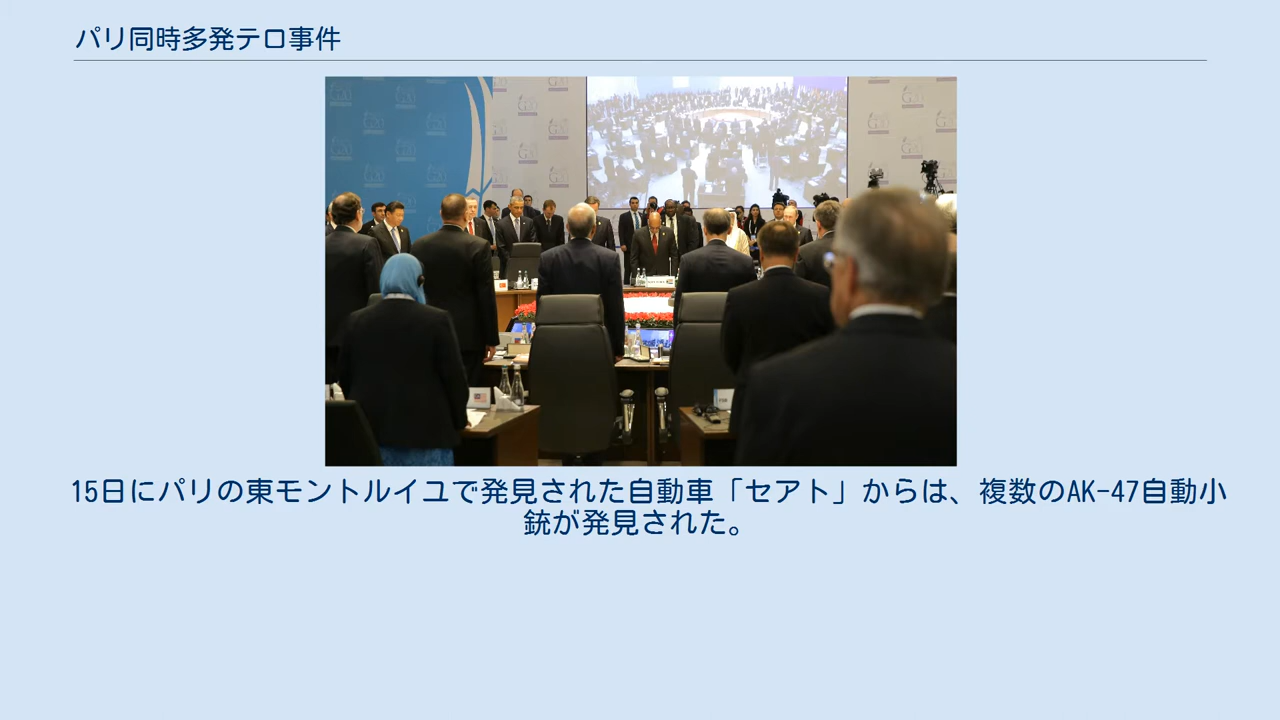 パリ同時多発テロ事件
15日にパリの東モントルイユで発見された自動車「セアト」からは、複数のAK-47自動小
銃が発見された。